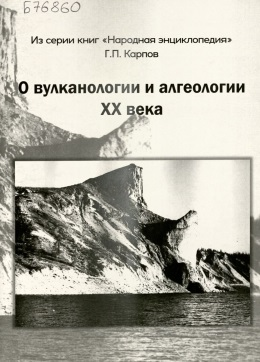 Б76860
Из серии книг «Народная энциклопедия»
Г.П. Карпов
О вулканологии и алгеологии
XX века